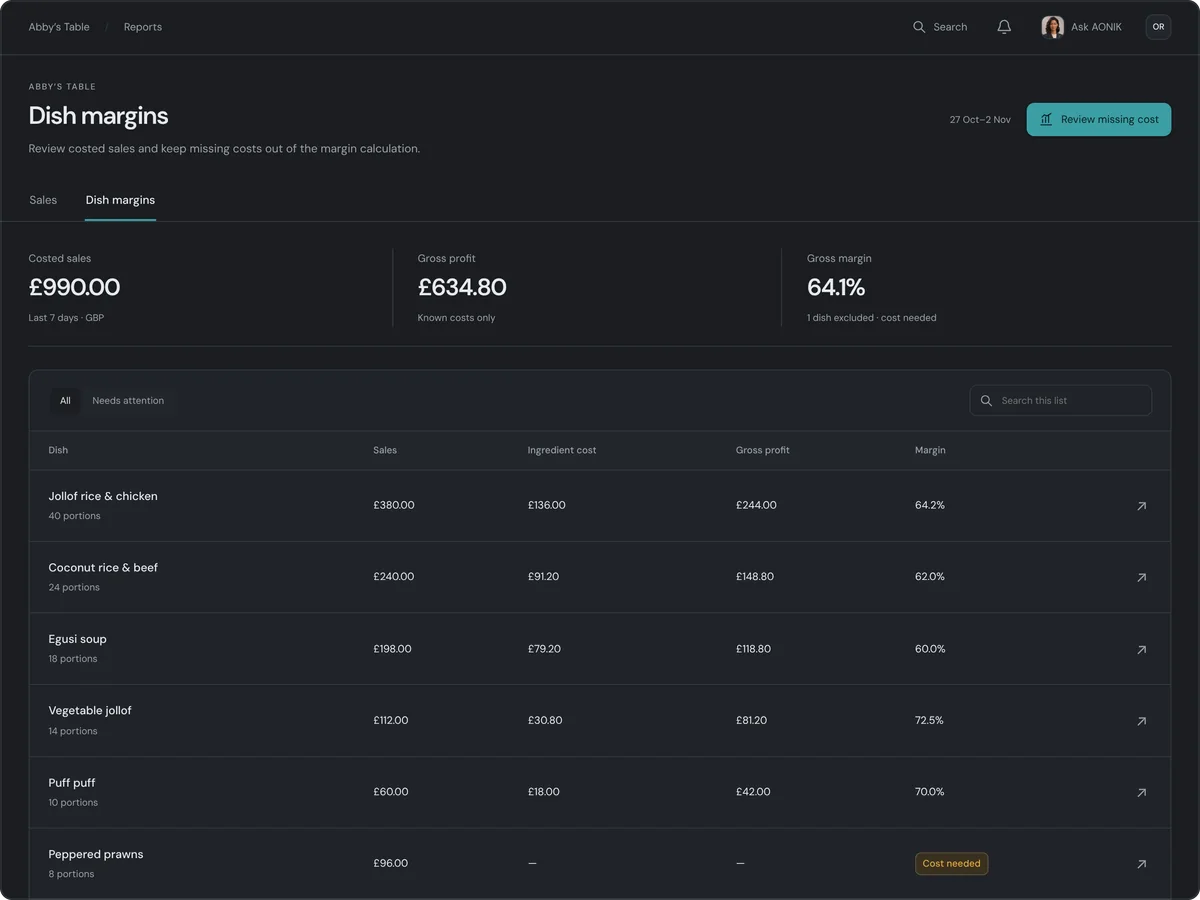 Abby's Table / Reports Search Ask AONIK OR
ABBY'S TABLE
Dish margins
27 Oct–2 Nov Review missing cost
Review costed sales and keep missing costs out of the margin calculation.
Sales Dish margins
Costed sales Gross profit Gross margin
£990.00 £634.80 64.1%
Last 7 days · GBP Known costs only 1 dish excluded · cost needed
All Needs attention Search this list
Dish Sales Ingredient cost Gross profit Margin
Jollof rice & chicken
40 portions
£380.00 £136.00 £244.00 64.2%
Coconut rice & beef
24 portions
£240.00 £91.20 £148.80 62.0%
Egusi soup
18 portions
£198.00 £79.20 £118.80 60.0%
Vegetable jollof
14 portions
£112.00 £30.80 £81.20 72.5%
Puff puff
10 portions
£60.00 £18.00 £42.00 70.0%
Peppered prawns
8 portions
£96.00 — — Cost needed